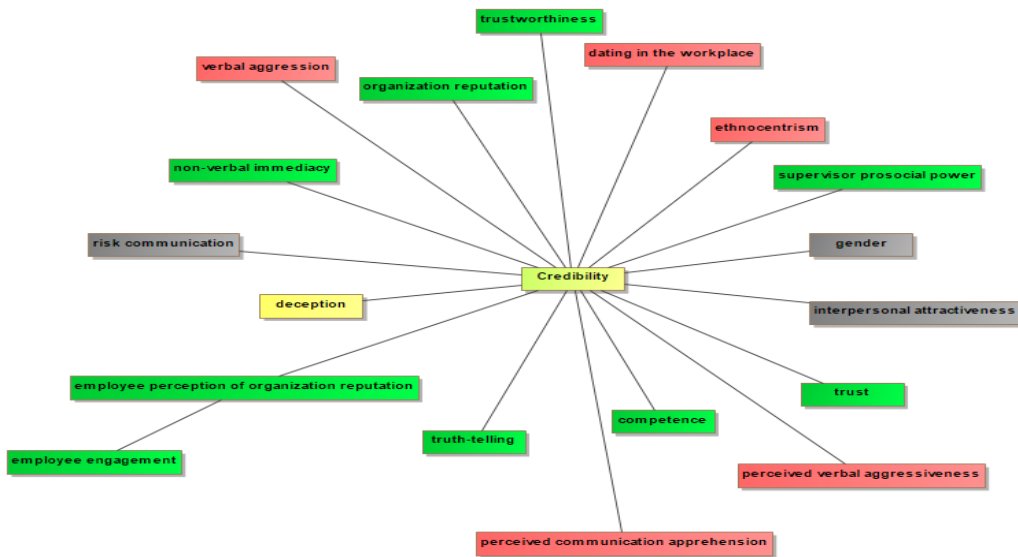 trustworthiness
dating in the workplace
verbal aggression
organization reputation
ethnocentrism
non-verbal immediacy
supervisor prosocial power
risk communication
gender
Credibility
deception
interpersonal attractiveness
employee perception of organization reputation
trust
competence
truth-telling
employee engagement
perceived verbal aggressiveness
perceived communication apprehension